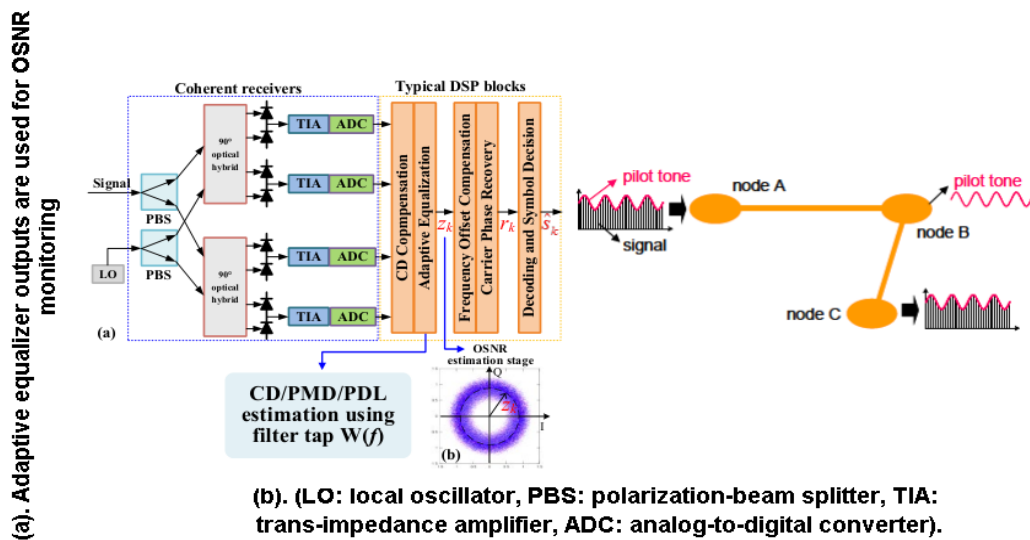 (a). Adaptive equalizer outputs are used for OSNR
monitoring
Coherent receivers
Typical DSP blocks
Signal
PBS
PBS
LO
90°
optical
hybrid
90°
optical
hybrid
TIA ADC
TIA ADC
TIA ADC
TIA ADC
CD Copmpensation
Adaptive Equalization
z_k
Frequency Offset Compensation
Carrier Phase Recovery
r_k
Decoding and Symbol Decision
ŝ_k
(a)
CD/PMD/PDL
estimation using
filter tap W(f)
OSNR
estimation stage
Q
z_k
I
(b)
pilot tone
signal
node A
node B
pilot tone
node C
(b). (LO: local oscillator, PBS: polarization-beam splitter, TIA:
trans-impedance amplifier, ADC: analog-to-digital converter).